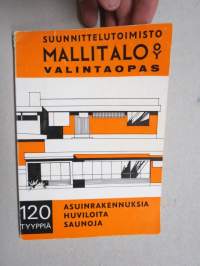 SUUNNITTELUTOIMISTO
MALLITALO OY
VALINTAOPAS
120
TYYPPIÄ
ASUINRAKENNUKSIA
HUVILOITA
SAUNOJA